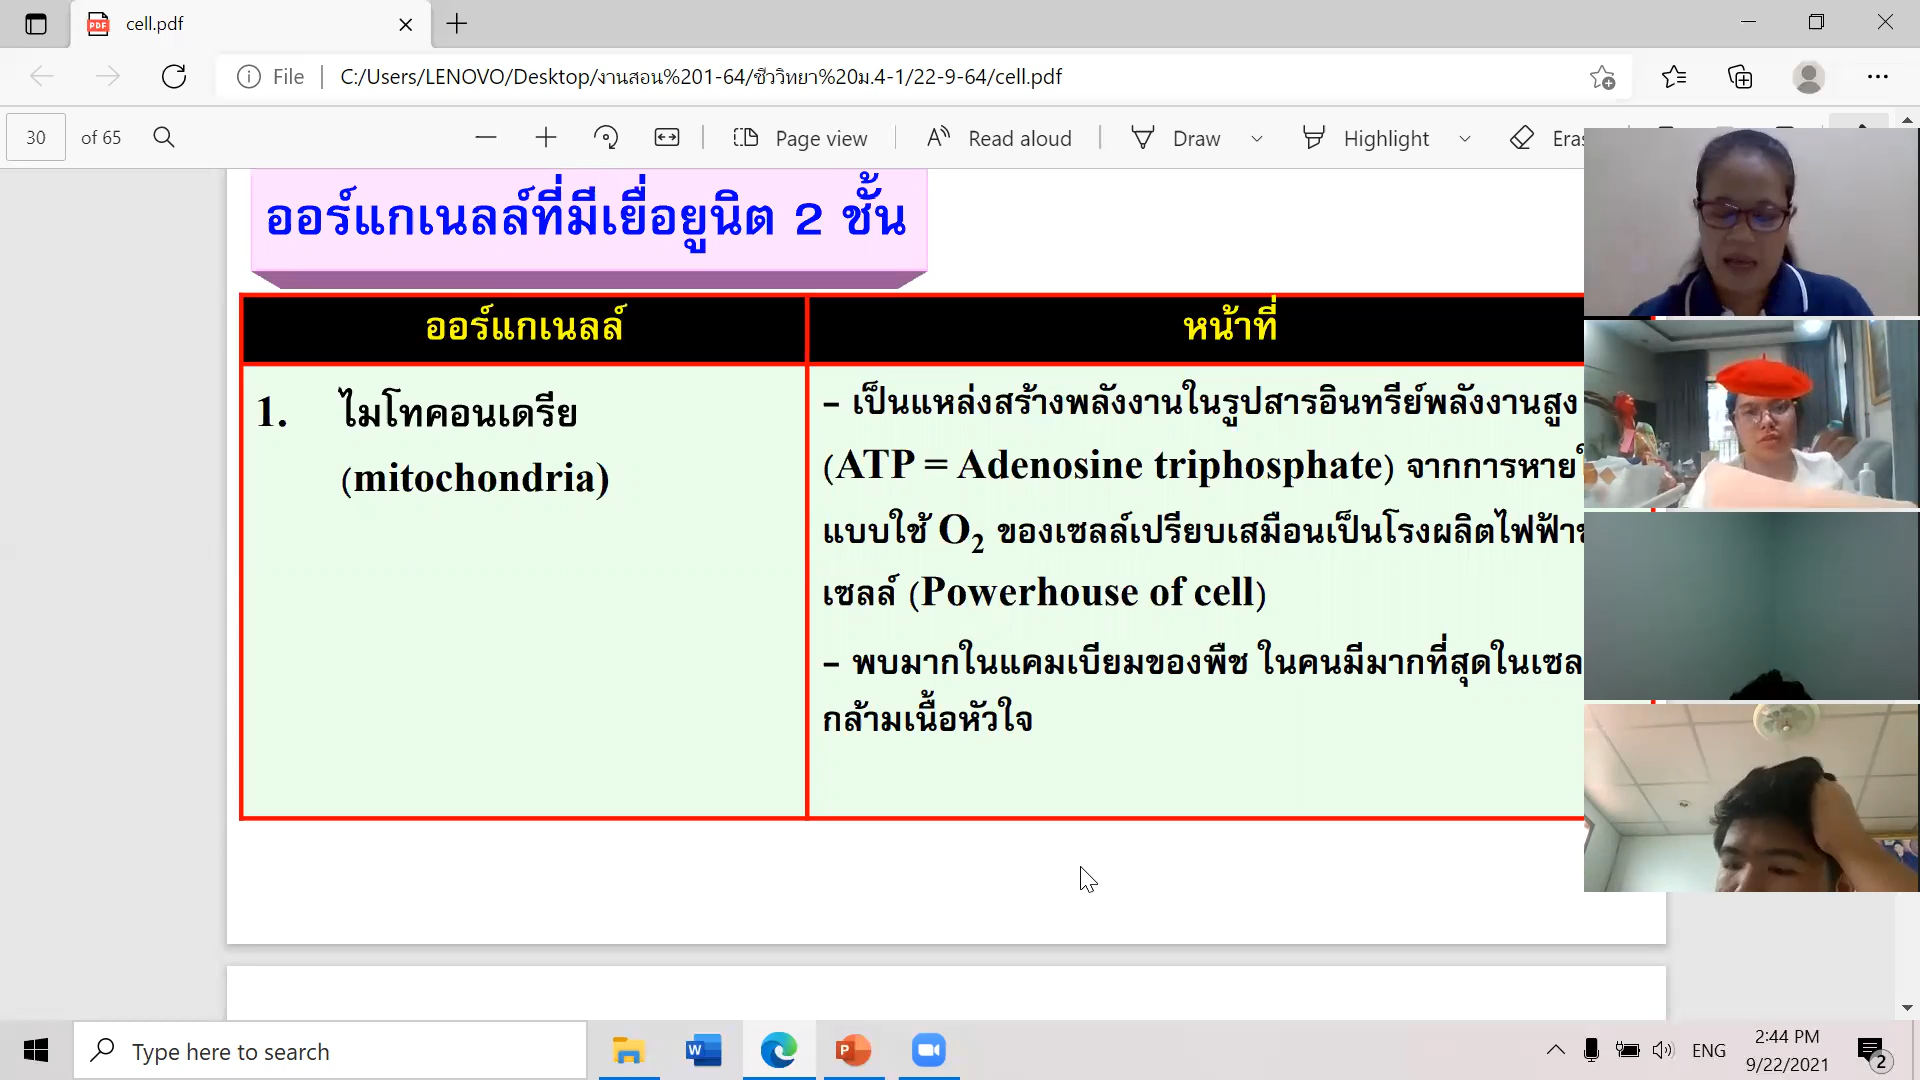 cell.pdf
File
C:/Users/LENOVO/Desktop/งานสอน%201-64/ชีววิทยา%20ม.4-1/22-9-64/cell.pdf
30 of 65
Page view
Read aloud
Draw
Highlight
ออร์แกเนลล์ที่มีเยื่อยูนิต 2 ชั้น
ออร์แกเนลล์ หน้าที่
1. ไมโทคอนเดรีย
(mitochondria)
– เป็นแหล่งสร้างพลังงานในรูปสารอินทรีย์พลังงานสูง
(ATP = Adenosine triphosphate) จากการหาย
แบบใช้ O₂ ของเซลล์เปรียบเสมือนเป็นโรงผลิตไฟฟ้า
เซลล์ (Powerhouse of cell)
– พบมากในแคมเบียมของพืช ในคนมีมากที่สุดใน
กล้ามเนื้อหัวใจ
Type here to search
ENG
2:44 PM
9/22/2021
2